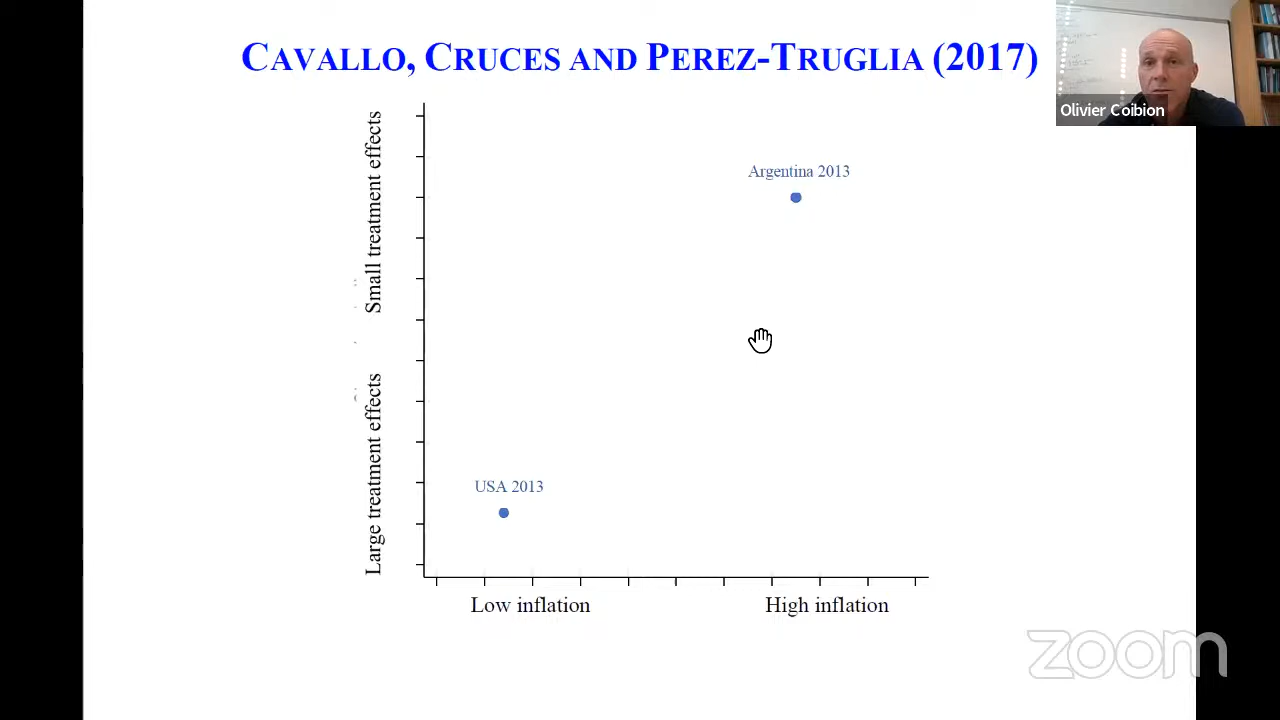 CAVALLO, CRUCES AND PEREZ-TRUGLIA (2017)
Olivier Coibion
Small treatment effects
Large treatment effects
Argentina 2013
USA 2013
Low inflation
High inflation
zoom